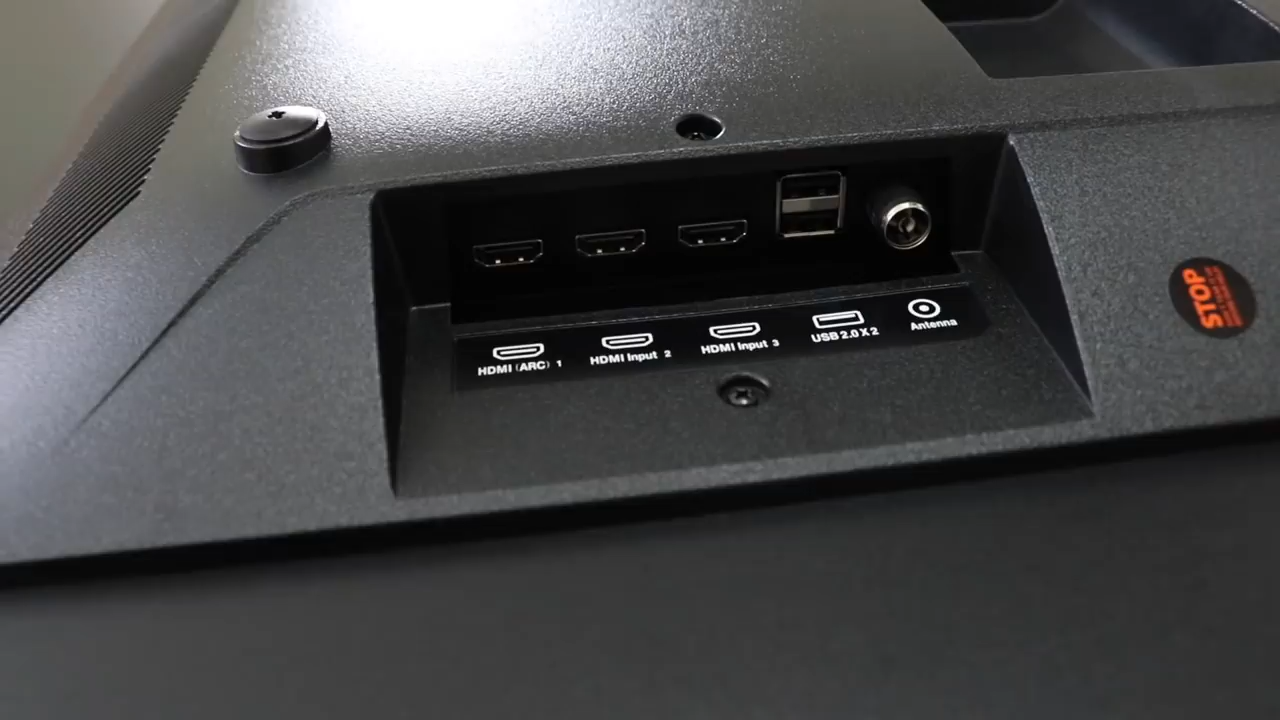 HDMI (ARC) 1
HDMI Input 2
HDMI Input 3
USB 2.0 X 2
Antenna
STOP